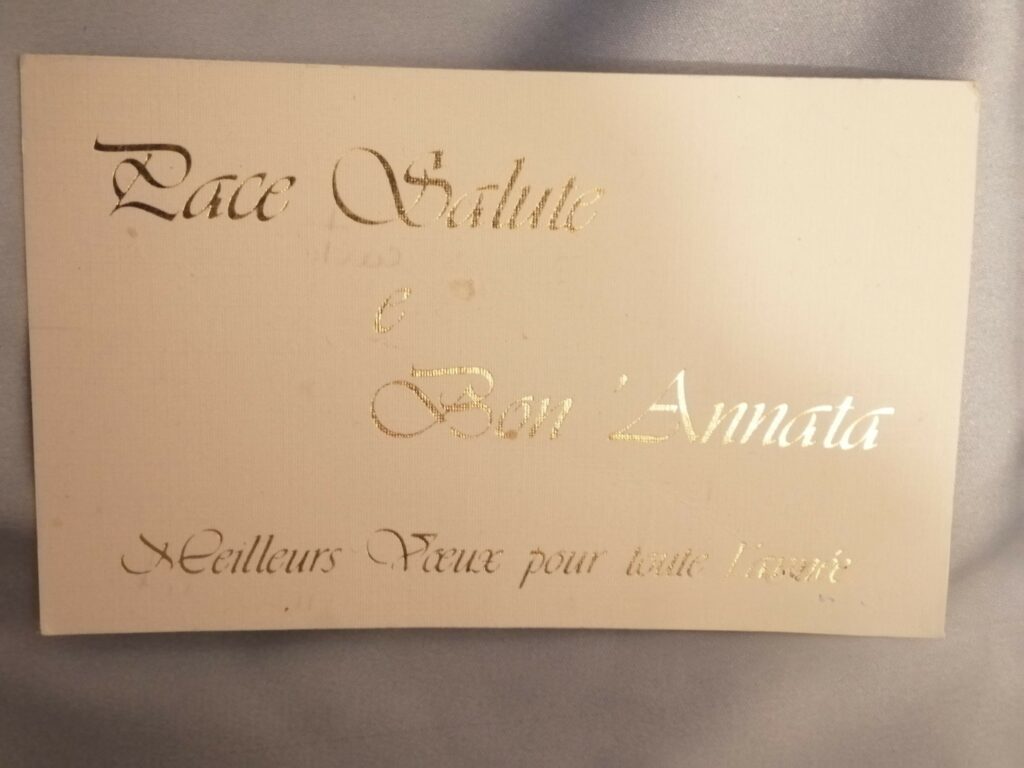 Pace Salute
e
Bon'Annata
Meilleurs Vœux pour toute l'année